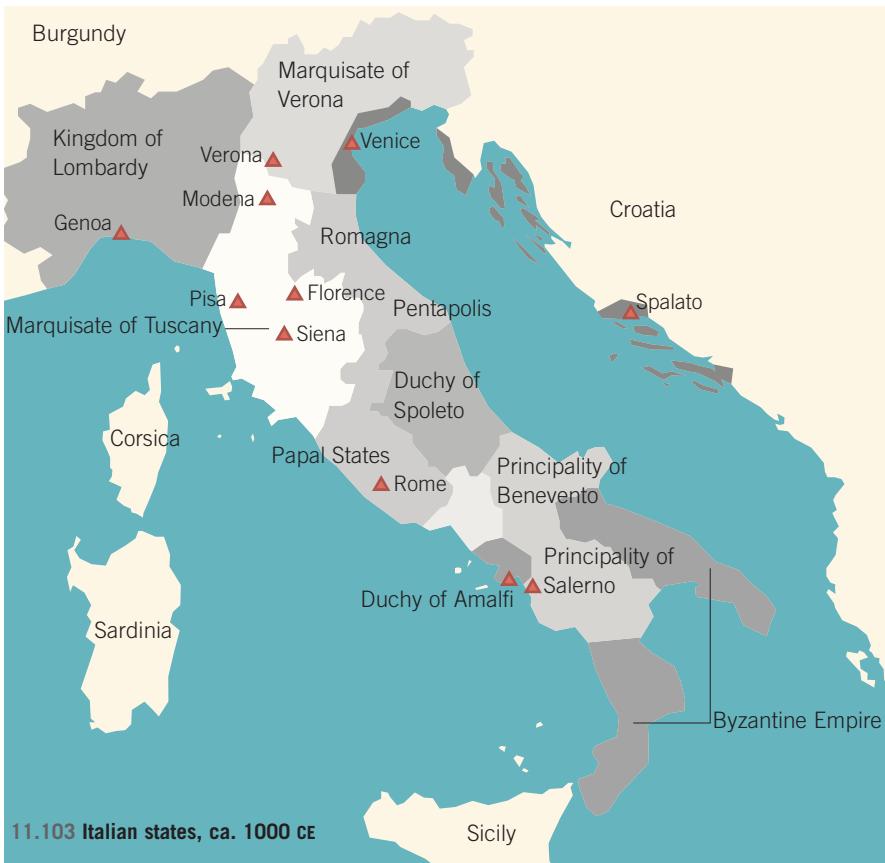 Burgundy
Marquisate of
Verona
Kingdom of
Lombardy
Verona
Venice
Modena
Genoa
Romagna
Croatia
Pisa
Florence
Pentapolis
Spalato
Marquisate of Tuscany
Siena
Duchy of
Spoleto
Corsica
Papal States
Rome
Principality of
Benevento
Principality of
Salerno
Duchy of Amalfi
Sardinia
Byzantine Empire
11.103 Italian states, ca. 1000 CE
Sicily